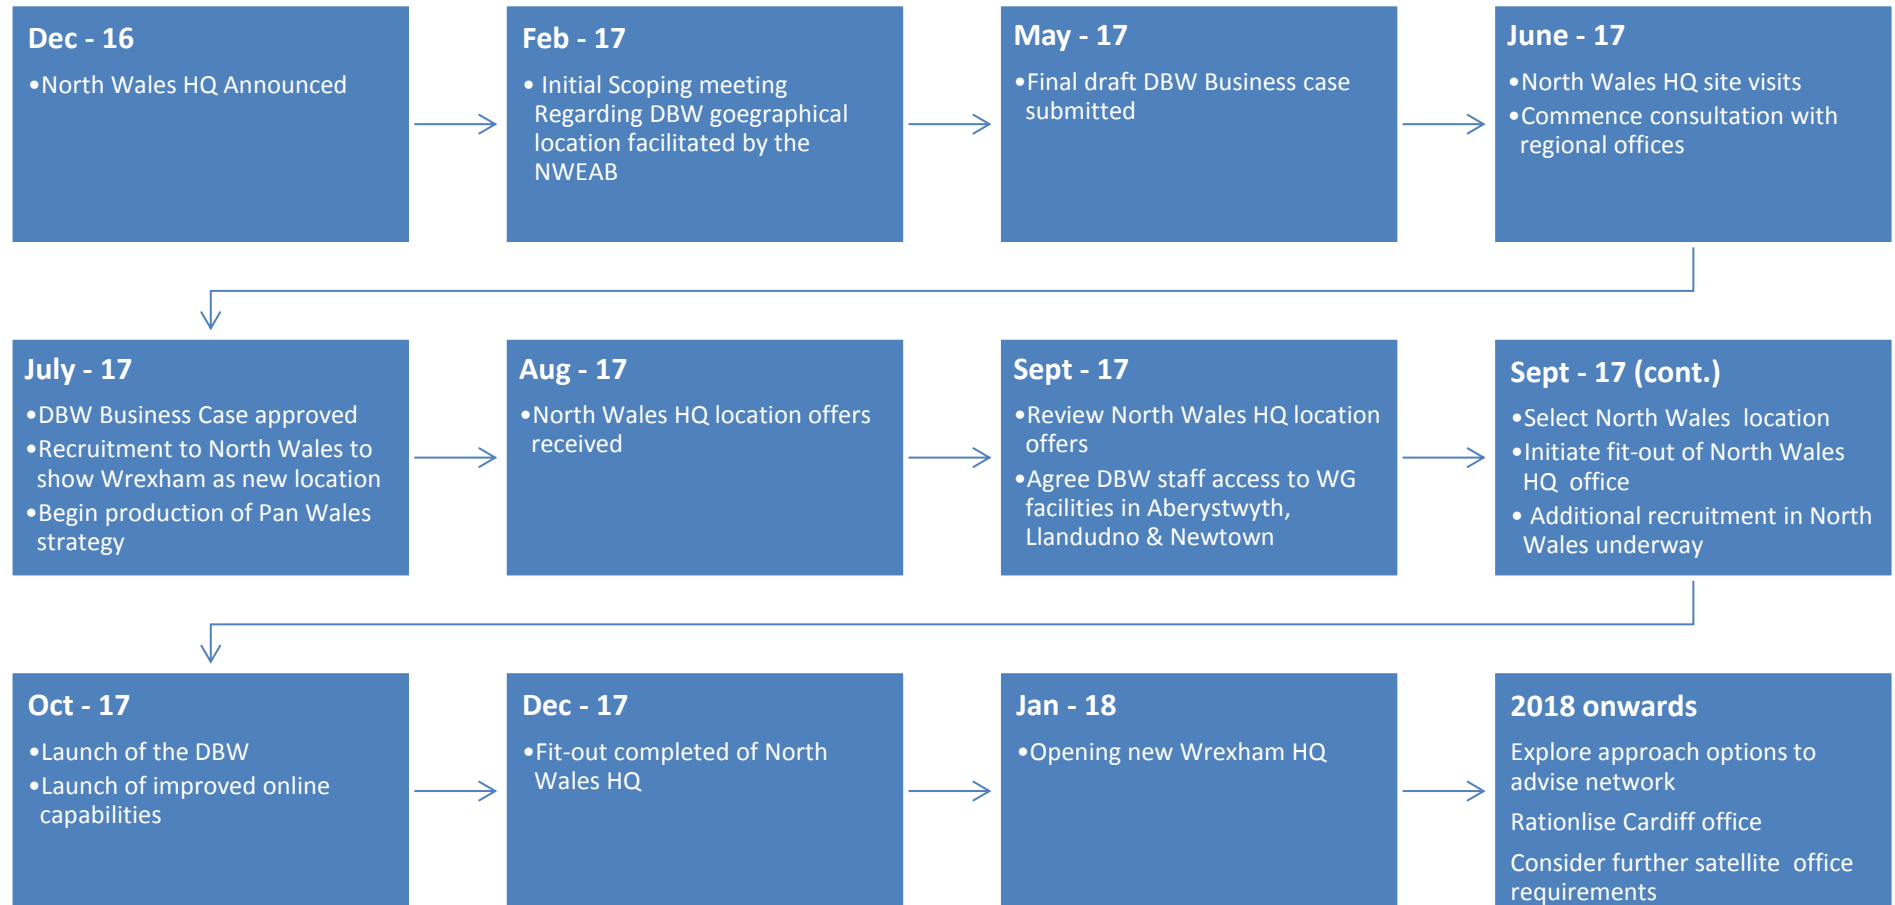 Dec - 16
•North Wales HQ Announced
Feb - 17
• Initial Scoping meeting
Regarding DBW goegraphical
location facilitated by the
NWEAB
May - 17
•Final draft DBW Business case
submitted
June - 17
•North Wales HQ site visits
•Commence consultation with
regional offices
July - 17
•DBW Business Case approved
•Recruitment to North Wales to
show Wrexham as new location
•Begin production of Pan Wales
strategy
Aug - 17
•North Wales HQ location offers
received
Sept - 17
•Review North Wales HQ location
offers
•Agree DBW staff access to WG
facilities in Aberystwyth,
Llandudno & Newtown
Sept - 17 (cont.)
•Select North Wales location
•Initiate fit-out of North Wales
HQ office
• Additional recruitment in North
Wales underway
Oct - 17
•Launch of the DBW
•Launch of improved online
capabilities
Dec - 17
•Fit-out completed of North
Wales HQ
Jan - 18
•Opening new Wrexham HQ
2018 onwards
Explore approach options to
advise network
Rationlise Cardiff office
Consider further satellite office
requirements